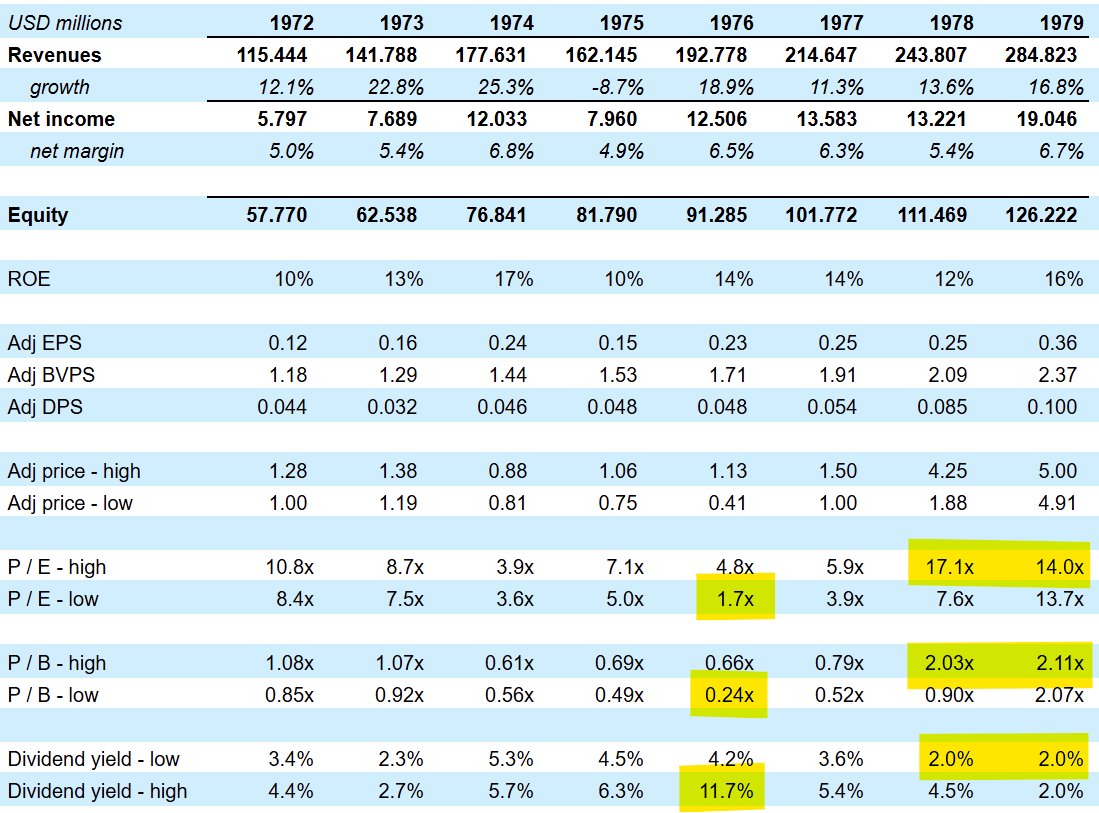 USD millions 1972 1973 1974 1975 1976 1977 1978 1979
Revenues 115.444 141.788 177.631 162.145 192.778 214.647 243.807 284.823
growth 12.1% 22.8% 25.3% -8.7% 18.9% 11.3% 13.6% 16.8%
Net income 5.797 7.689 12.033 7.960 12.506 13.583 13.221 19.046
net margin 5.0% 5.4% 6.8% 4.9% 6.5% 6.3% 5.4% 6.7%
Equity 57.770 62.538 76.841 81.790 91.285 101.772 111.469 126.222
ROE 10% 13% 17% 10% 14% 14% 12% 16%
Adj EPS 0.12 0.16 0.24 0.15 0.23 0.25 0.25 0.36
Adj BVPS 1.18 1.29 1.44 1.53 1.71 1.91 2.09 2.37
Adj DPS 0.044 0.032 0.046 0.048 0.048 0.054 0.085 0.100
Adj price - high 1.28 1.38 0.88 1.06 1.13 1.50 4.25 5.00
Adj price - low 1.00 1.19 0.81 0.75 0.41 1.00 1.88 4.91
P / E - high 10.8x 8.7x 3.9x 7.1x 4.8x 5.9x 17.1x 14.0x
P / E - low 8.4x 7.5x 3.6x 5.0x 1.7x 3.9x 7.6x 13.7x
P / B - high 1.08x 1.07x 0.61x 0.69x 0.66x 0.79x 2.03x 2.11x
P / B - low 0.85x 0.92x 0.56x 0.49x 0.24x 0.52x 0.90x 2.07x
Dividend yield - low 3.4% 2.3% 5.3% 4.5% 4.2% 3.6% 2.0% 2.0%
Dividend yield - high 4.4% 2.7% 5.7% 6.3% 11.7% 5.4% 4.5% 2.0%